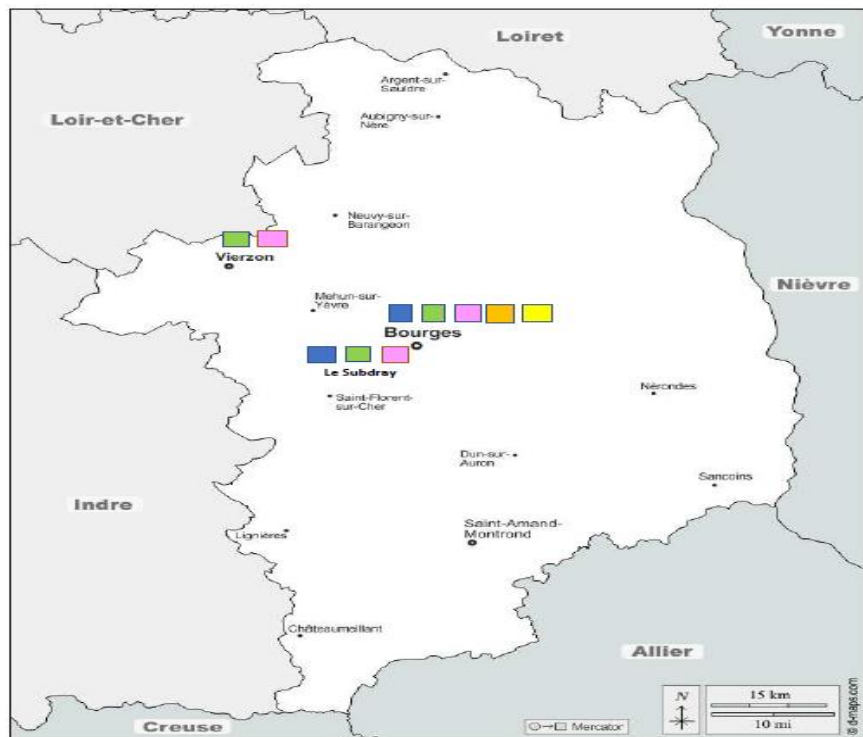 Loiret
Yonne
Argent-sur-
Sauldre
Loir-et-Cher
Aubigny-sur-
Nère
Neuvy-sur-
Barangeon
Vierzon
Nièvre
Mehun-sur-
Yèvre
Bourges
Le Subdray
Saint-Florent-
sur-Cher
Nérondes
Dun-sur-
Auron
Sancoins
Indre
Lignières
Saint-Amand-
Montrond
Châteaumeillant
Allier
N
15 km
10 mi
Mercator
Creuse
© d-maps.com